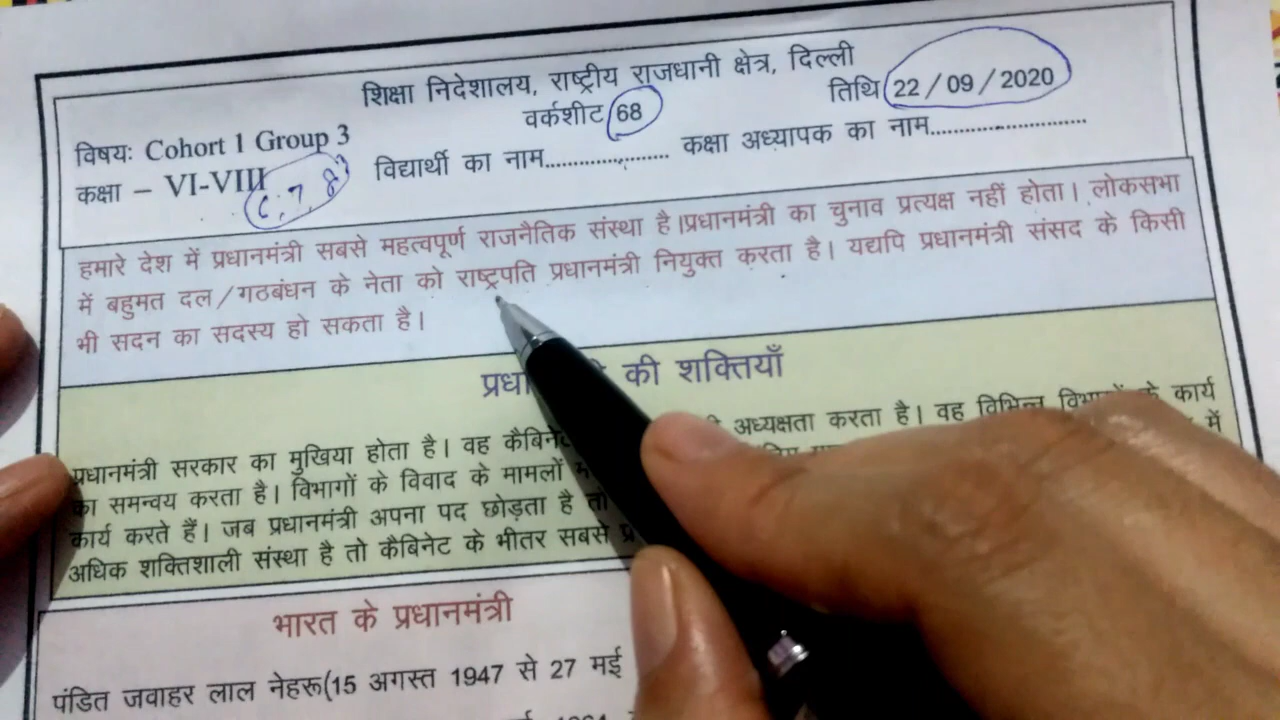 शिक्षा निदेशालय, राष्ट्रीय राजधानी क्षेत्र, दिल्ली
वर्कशीट 68
तिथि 22/09/2020
विषयः Cohort 1 Group 3
विद्यार्थी का नाम.................... कक्षा अध्यापक का नाम.........................
कक्षा – VI-VIII
6, 7, 8
हमारे देश में प्रधानमंत्री सबसे महत्वपूर्ण राजनैतिक संस्था है।प्रधानमंत्री का चुनाव प्रत्यक्ष नहीं होता। लोकसभा
में बहुमत दल/गठबंधन के नेता को राष्ट्रपति प्रधानमंत्री नियुक्त करता है। यद्यपि प्रधानमंत्री संसद के किसी
भी सदन का सदस्य हो सकता है।
की शक्तियाँ
प्रधानमंत्री सरकार का मुखिया होता है। वह अध्यक्षता करता है। वह विभिन्न के कार्य
का समन्वय करता है। विभागों के विवाद के मामलों में
कार्य करते हैं। जब प्रधानमंत्री अपना पद छोड़ता है तो
अधिक शक्तिशाली संस्था है तो कैबिनेट के भीतर सबसे
भारत के प्रधानमंत्री
पंडित जवाहर लाल नेहरू(15 अगस्त 1947 से 27 मई